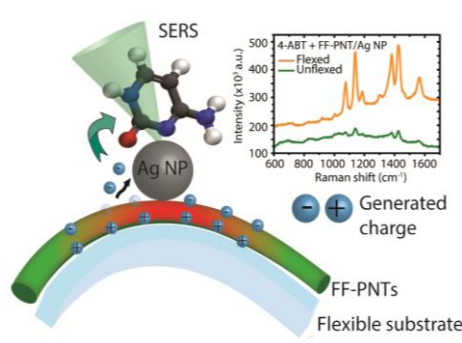 SERS
4-ABT + FF-PNT/Ag NP
Flexed
Unflexed
Intensity (x10³ a.u.)
500
400
300
200
100
600 800 1000 1200 1400 1600
Raman shift (cm⁻¹)
Ag NP
- + Generated
charge
FF-PNTs
Flexible substrate